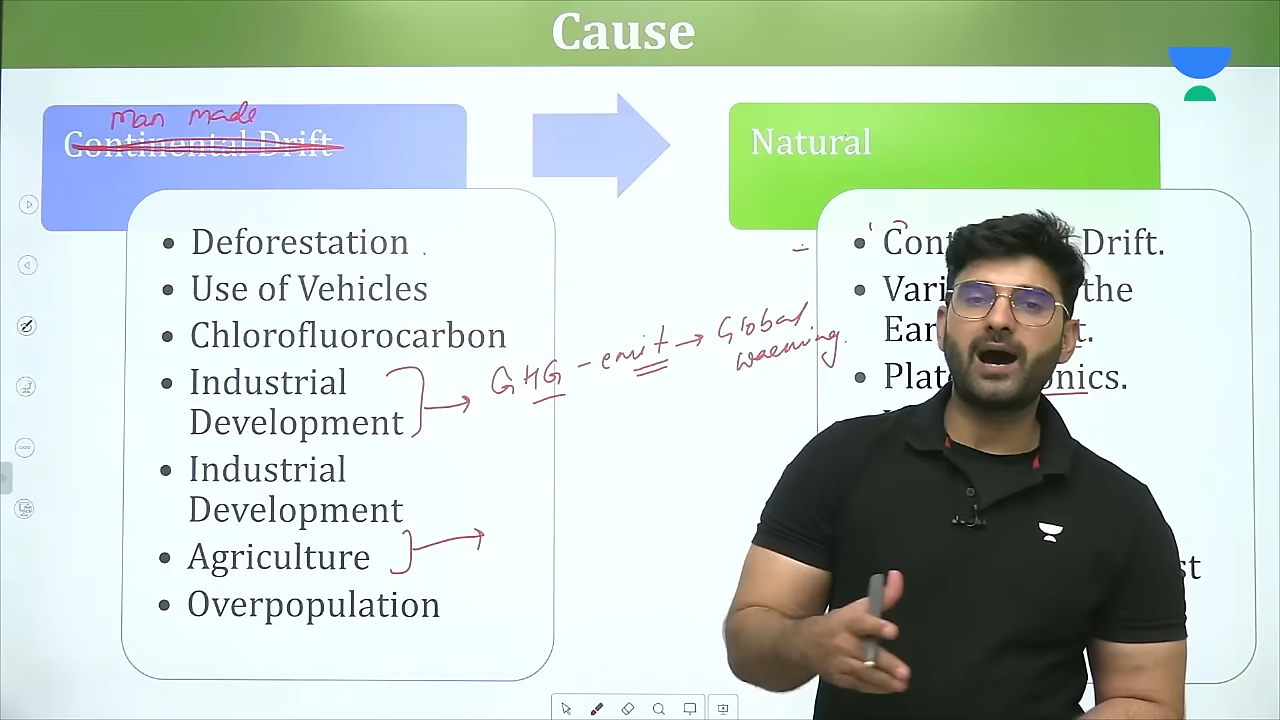 Cause
man made
Continental Drift
Natural
• Deforestation
• Use of Vehicles
• Chlorofluorocarbon
• Industrial
Development
• Industrial
Development
• Agriculture
• Overpopulation
GHG – emit → Global
warming.
• Drift.
the
•